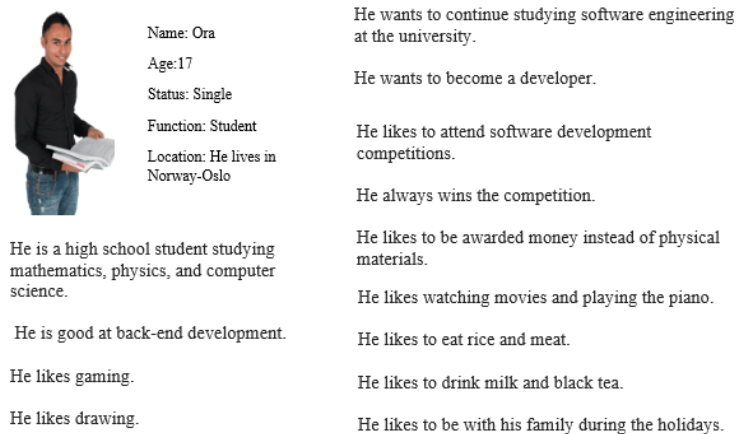 Name: Ora
Age:17
Status: Single
Function: Student
Location: He lives in
Norway-Oslo
He is a high school student studying
mathematics, physics, and computer
science.
He is good at back-end development.
He likes gaming.
He likes drawing.
He wants to continue studying software engineering
at the university.
He wants to become a developer.
He likes to attend software development
competitions.
He always wins the competition.
He likes to be awarded money instead of physical
materials.
He likes watching movies and playing the piano.
He likes to eat rice and meat.
He likes to drink milk and black tea.
He likes to be with his family during the holidays.